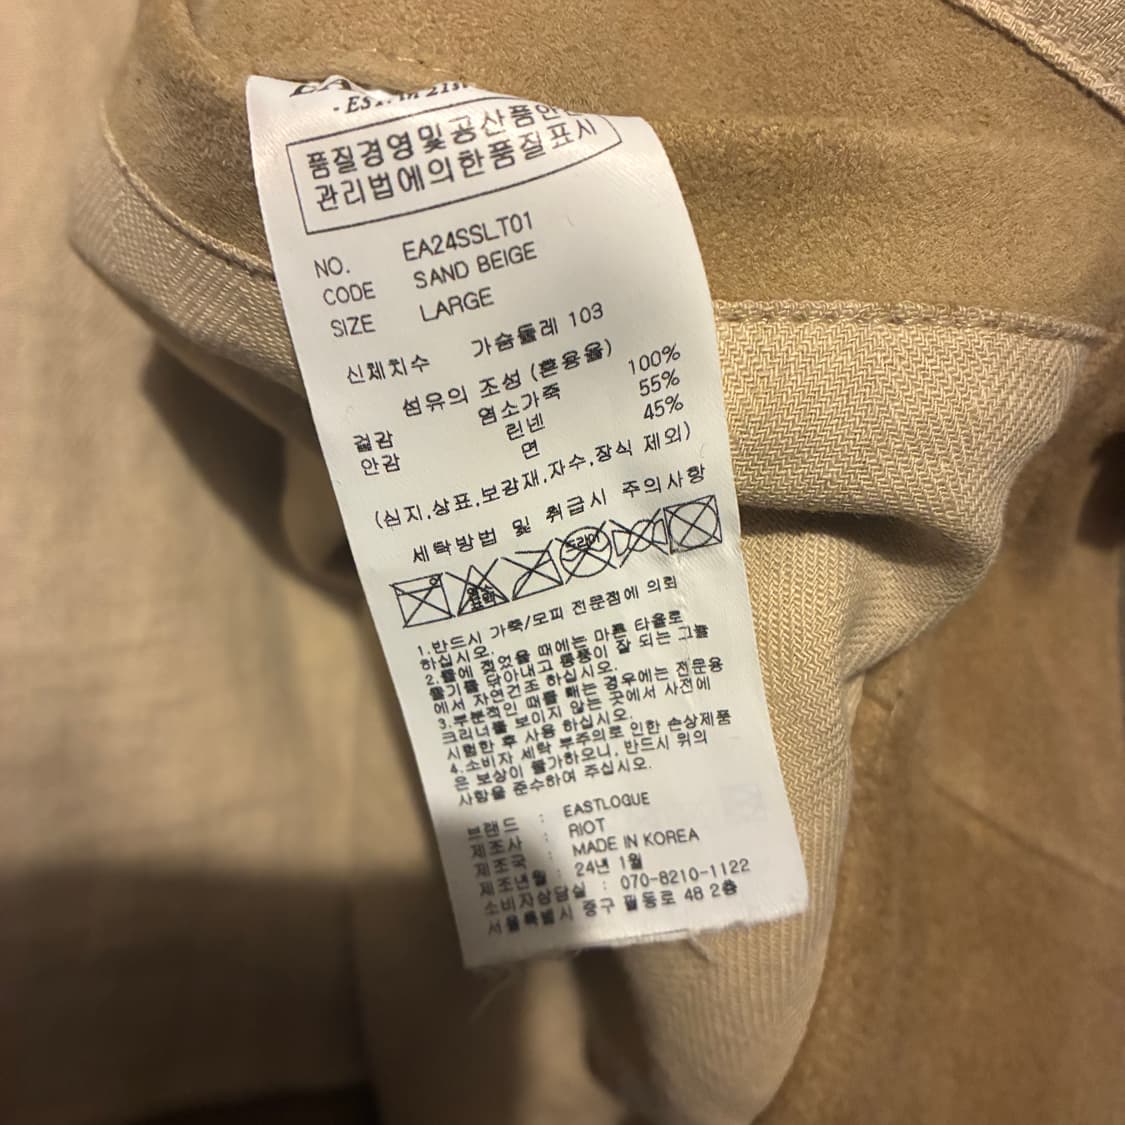 · EST. in 21st
품질경영및공산품안전
관리법에의한품질표시
NO. EA24SSLT01
CODE SAND BEIGE
SIZE LARGE
신체치수 가슴둘레 103
섬유의 조성 (혼용율)
겉감 염소가죽 100%
안감 린넨 55%
면 45%
(심지,상표,보강재,자수,장식 제외)
세탁방법 및 취급시 주의사항
드라이
1.반드시 가죽/모피 전문점에 의뢰
하십시오.
2.물에 젖었을 때에는 마른 타올로
물기를 닦아내고 통풍이 잘 되는 그늘
에서 자연건조 하십시오.
3.부분적인 때를 빼는 경우에는 전문용
크리너를 보이지 않는 곳에서 사전에
시험한 후 사용 하십시오.
4.소비자 세탁 부주의로 인한 손상제품
은 보상이 불가하오니, 반드시 위의
사항을 준수하여 주십시오.
브랜드 : EASTLOGUE
제조사 : RIOT
제조국 : MADE IN KOREA
제조년월 : 24년 1월
소비자상담실 : 070-8210-1122
서울특별시 중구 필동로 48 2층